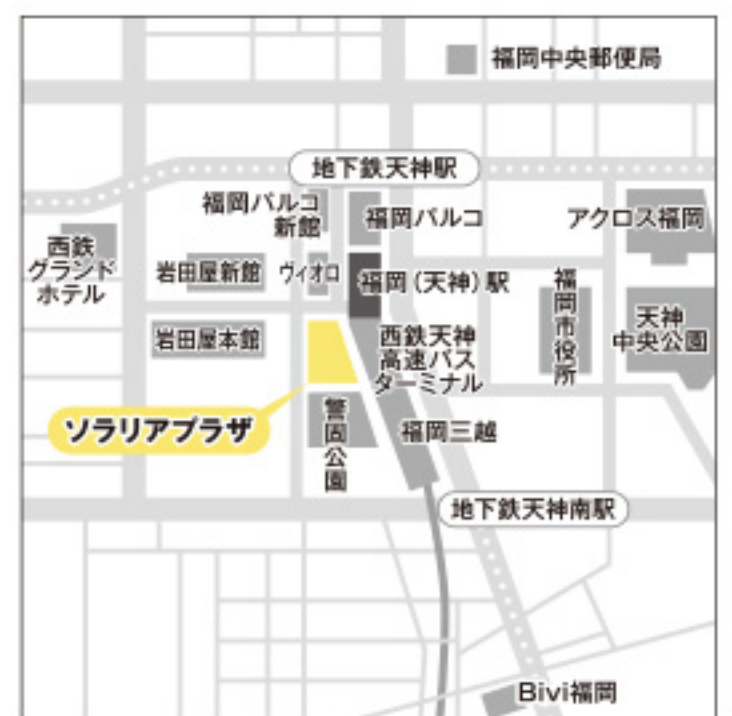 福岡中央郵便局
地下鉄天神駅
福岡パルコ
新館
福岡パルコ
アクロス福岡
西鉄
グランド
ホテル
岩田屋新館
ヴィオロ
福岡(天神)駅
福岡市役所
天神
中央公園
岩田屋本館
西鉄天神
高速バス
ターミナル
ソラリアプラザ
警固公園
福岡三越
地下鉄天神南駅
Bivi福岡